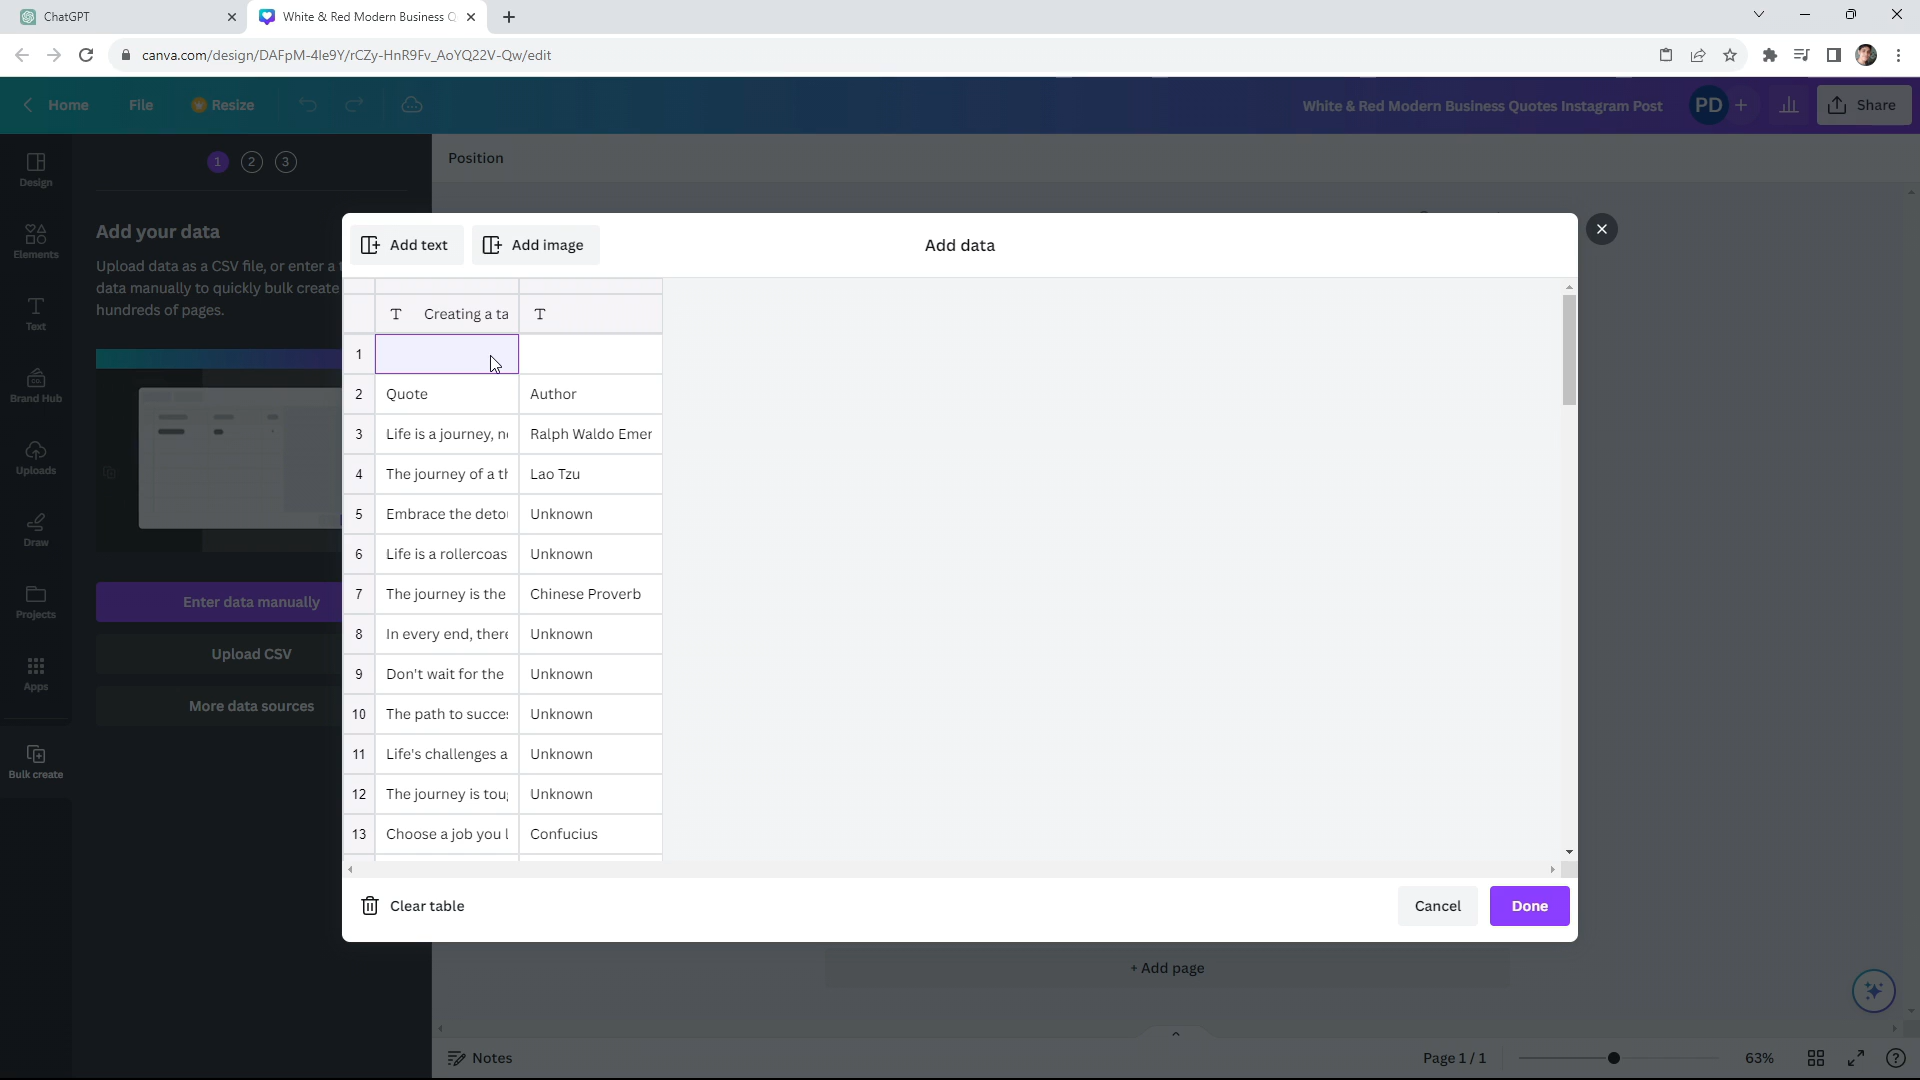 ChatGPT
White & Red Modern Business Q
canva.com/design/DAFpM-4Ie9Y/rCZy-HnR9Fv_AoYQ22V-Qw/edit
Home
File
Resize
White & Red Modern Business Quotes Instagram Post
PD
Share
Design
Elements
Text
Brand Hub
Uploads
Draw
Projects
Apps
Bulk create
1
2
3
Add your data
Upload data as a CSV file, or enter a
data manually to quickly bulk create
hundreds of pages.
Enter data manually
Upload CSV
More data sources
Position
Add text
Add image
Add data
T Creating a ta T
1
2 Quote Author
3 Life is a journey, n Ralph Waldo Emer
4 The journey of a th Lao Tzu
5 Embrace the detou Unknown
6 Life is a rollercoas Unknown
7 The journey is the Chinese Proverb
8 In every end, there Unknown
9 Don't wait for the Unknown
10 The path to succes Unknown
11 Life's challenges a Unknown
12 The journey is toug Unknown
13 Choose a job you l Confucius
Clear table
Cancel
Done
+ Add page
Notes
Page 1 / 1
63%